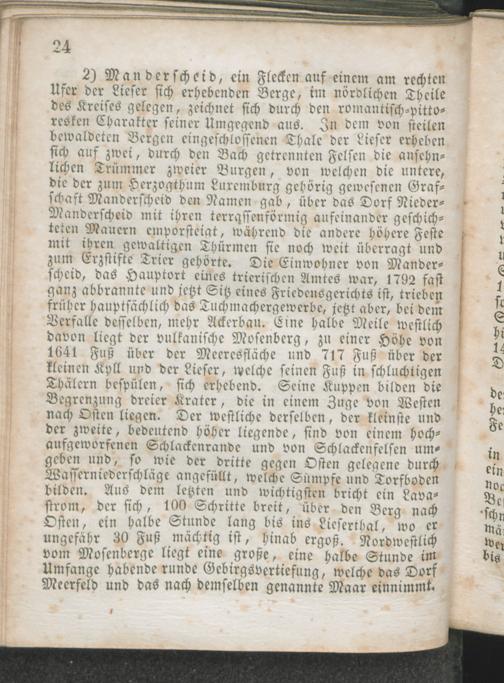 24
2) Manderscheid, ein Flecken auf einem am rechten
Ufer der Lieser sich erhebenden Berge, im nördlichen Theile
des Kreises gelegen, zeichnet sich durch den romantisch-pitto-
resken Charakter seiner Umgegend aus. In dem von steilen
bewaldeten Bergen eingeschlossenen Thale der Lieser erheben
sich auf zwei, durch den Bach getrennten Felsen die ansehn-
lichen Trümmer zweier Burgen, von welchen die untere,
die der zum Herzogthum Luxemburg gehörig gewesenen Graf-
schaft Manderscheid den Namen gab, über das Dorf Nieder-
Manderscheid mit ihren terrassenförmig aufeinander geschich-
teten Mauern emporsteigt, während die andere höhere Feste
mit ihren gewaltigen Thürmen sie noch weit überragt und
zum Erzstifte Trier gehörte. Die Einwohner von Mander-
scheid, das Hauptort eines trierischen Amtes war, 1792 fast
ganz abbrannte und jetzt Sitz eines Friedensgerichts ist, trieben
früher hauptsächlich das Tuchmachergewerbe, jetzt aber, bei dem
Verfalle desselben, mehr Ackerbau. Eine halbe Meile westlich
davon liegt der vulkanische Mosenberg, zu einer Höhe von
1641 Fuß über der Meeresfläche und 717 Fuß über der
kleinen Kyll und der Lieser, welche seinen Fuß in schluchtigen
Thälern bespülen, sich erhebend. Seine Kuppen bilden die
Begrenzung dreier Krater, die in einem Zuge von Westen
nach Osten liegen. Der westliche derselben, der kleinste und
der zweite, bedeutend höher liegende, sind von einem hoch-
aufgeworfenen Schlackenrande und von Schlackenfelsen um-
geben und, so wie der dritte gegen Osten gelegene durch
Wasserniederschläge angefüllt, welche Sümpfe und Torfboden
bilden. Aus dem letzten und wichtigsten bricht ein Lava-
strom, der sich, 100 Schritte breit, über den Berg nach
Osten, ein halbe Stunde lang bis ins Lieserthal, wo er
ungefähr 30 Fuß mächtig ist, hinab ergoß. Nordwestlich
vom Mosenberge liegt eine große, eine halbe Stunde im
Umfange habende runde Gebirgsvertiefung, welche das Dorf
Meerfeld und das nach demselben genannte Maar einnimmt.